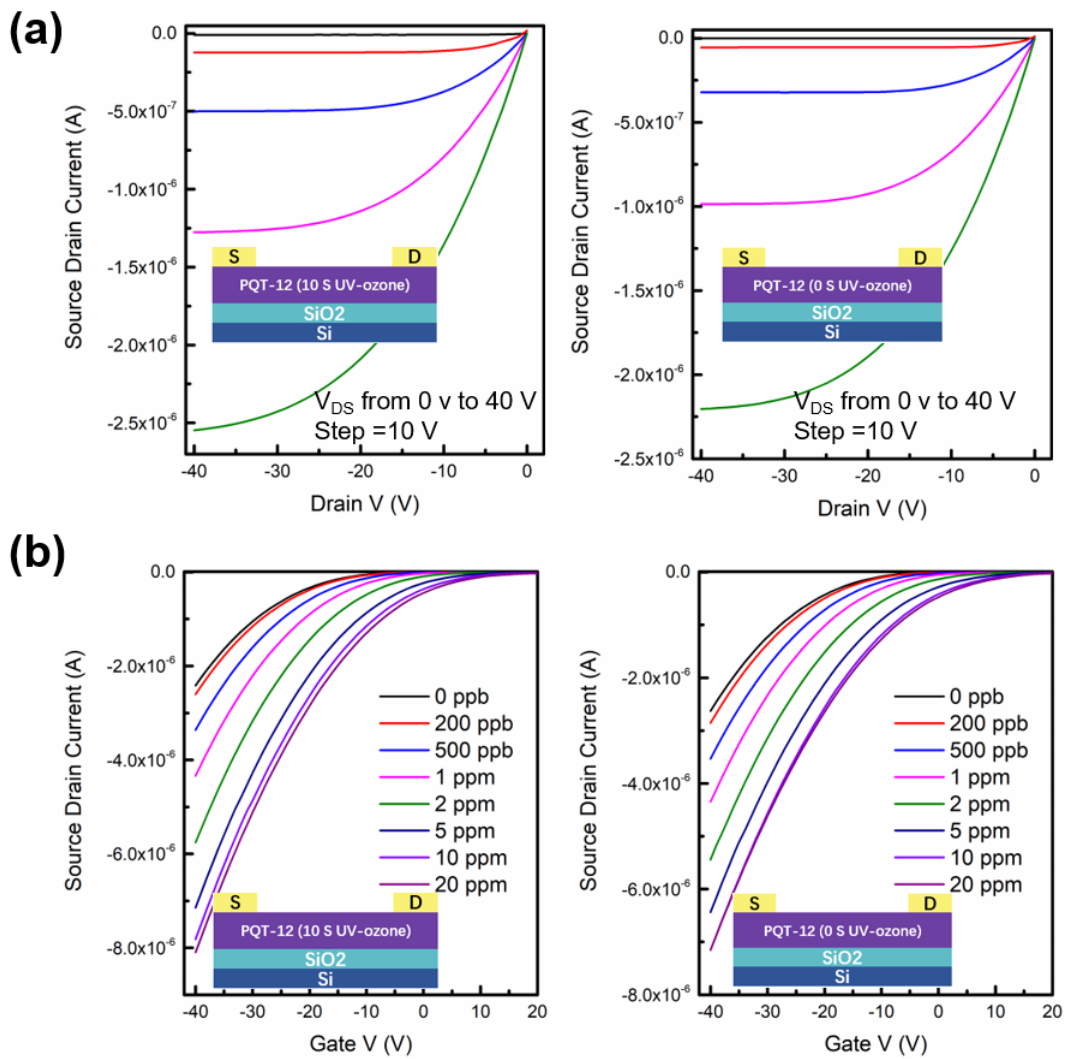 (a)
0.0
-5.0x10⁻⁷
-1.0x10⁻⁶
-1.5x10⁻⁶
-2.0x10⁻⁶
-2.5x10⁻⁶
Source Drain Current (A)
S
D
PQT-12 (10 S UV-ozone)
SiO2
Si
V_DS from 0 v to 40 V
Step =10 V
-40
-30
-20
-10
0
Drain V (V)
0.0
-5.0x10⁻⁷
-1.0x10⁻⁶
-1.5x10⁻⁶
-2.0x10⁻⁶
-2.5x10⁻⁶
Source Drain Current (A)
S
D
PQT-12 (0 S UV-ozone)
SiO2
Si
V_DS from 0 v to 40 V
Step =10 V
-40
-30
-20
-10
0
Drain V (V)
(b)
0.0
-2.0x10⁻⁶
-4.0x10⁻⁶
-6.0x10⁻⁶
-8.0x10⁻⁶
Source Drain Current (A)
0 ppb
200 ppb
500 ppb
1 ppm
2 ppm
5 ppm
10 ppm
20 ppm
S
D
PQT-12 (10 S UV-ozone)
SiO2
Si
-40
-30
-20
-10
0
10
20
Gate V (V)
0.0
-2.0x10⁻⁶
-4.0x10⁻⁶
-6.0x10⁻⁶
-8.0x10⁻⁶
Source Drain Current (A)
0 ppb
200 ppb
500 ppb
1 ppm
2 ppm
5 ppm
10 ppm
20 ppm
S
D
PQT-12 (0 S UV-ozone)
SiO2
Si
-40
-30
-20
-10
0
10
20
Gate V (V)